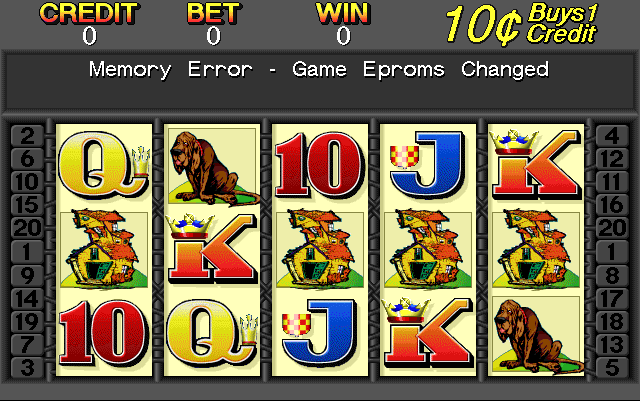 CREDIT BET WIN 10¢ Buys 1
0 0 0 Credit
Memory Error - Game Eproms Changed
2 4
6 Q 10 J K 12
10 11
15 16
20 20
1 K 1
9 8
14 17
19 10 Q J K 18
7 13
3 5